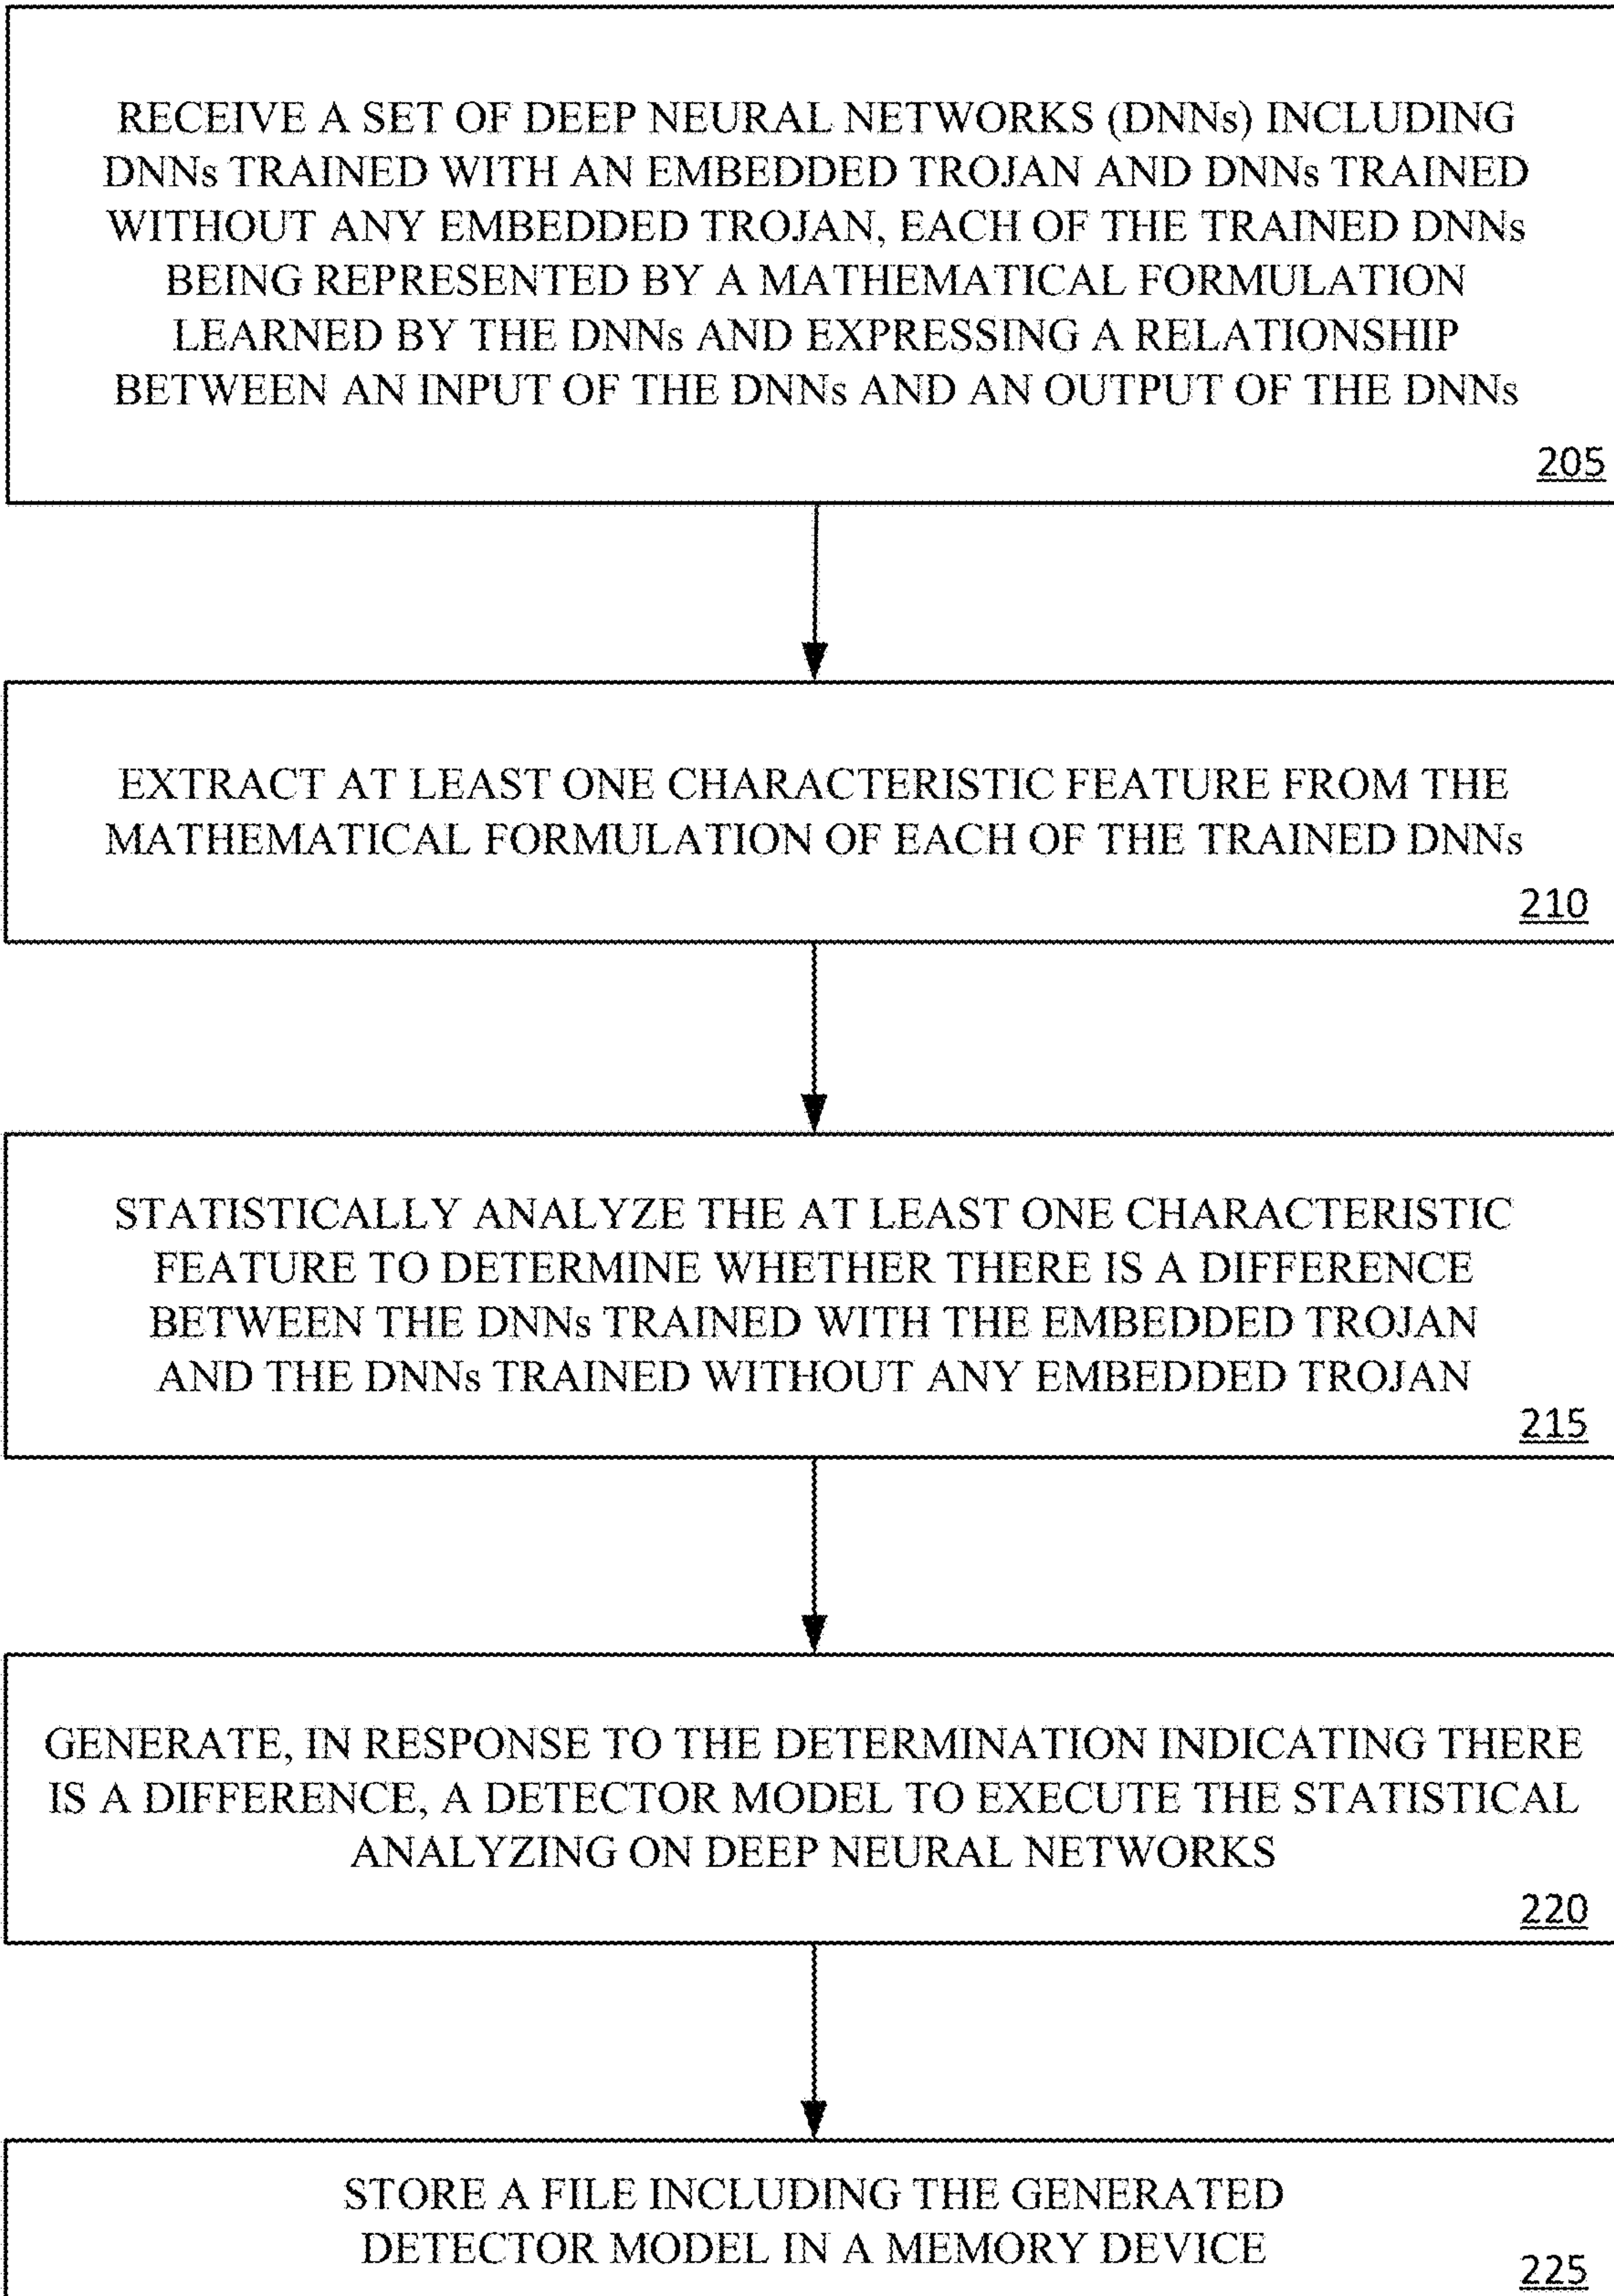 RECEIVE A SET OF DEEP NEURAL NETWORKS (DNNs) INCLUDING
DNNs TRAINED WITH AN EMBEDDED TROJAN AND DNNs TRAINED
WITHOUT ANY EMBEDDED TROJAN, EACH OF THE TRAINED DNNs
BEING REPRESENTED BY A MATHEMATICAL FORMULATION
LEARNED BY THE DNNs AND EXPRESSING A RELATIONSHIP
BETWEEN AN INPUT OF THE DNNs AND AN OUTPUT OF THE DNNs
205
EXTRACT AT LEAST ONE CHARACTERISTIC FEATURE FROM THE
MATHEMATICAL FORMULATION OF EACH OF THE TRAINED DNNs
210
STATISTICALLY ANALYZE THE AT LEAST ONE CHARACTERISTIC
FEATURE TO DETERMINE WHETHER THERE IS A DIFFERENCE
BETWEEN THE DNNs TRAINED WITH THE EMBEDDED TROJAN
AND THE DNNs TRAINED WITHOUT ANY EMBEDDED TROJAN
215
GENERATE, IN RESPONSE TO THE DETERMINATION INDICATING THERE
IS A DIFFERENCE, A DETECTOR MODEL TO EXECUTE THE STATISTICAL
ANALYZING ON DEEP NEURAL NETWORKS
220
STORE A FILE INCLUDING THE GENERATED
DETECTOR MODEL IN A MEMORY DEVICE
225